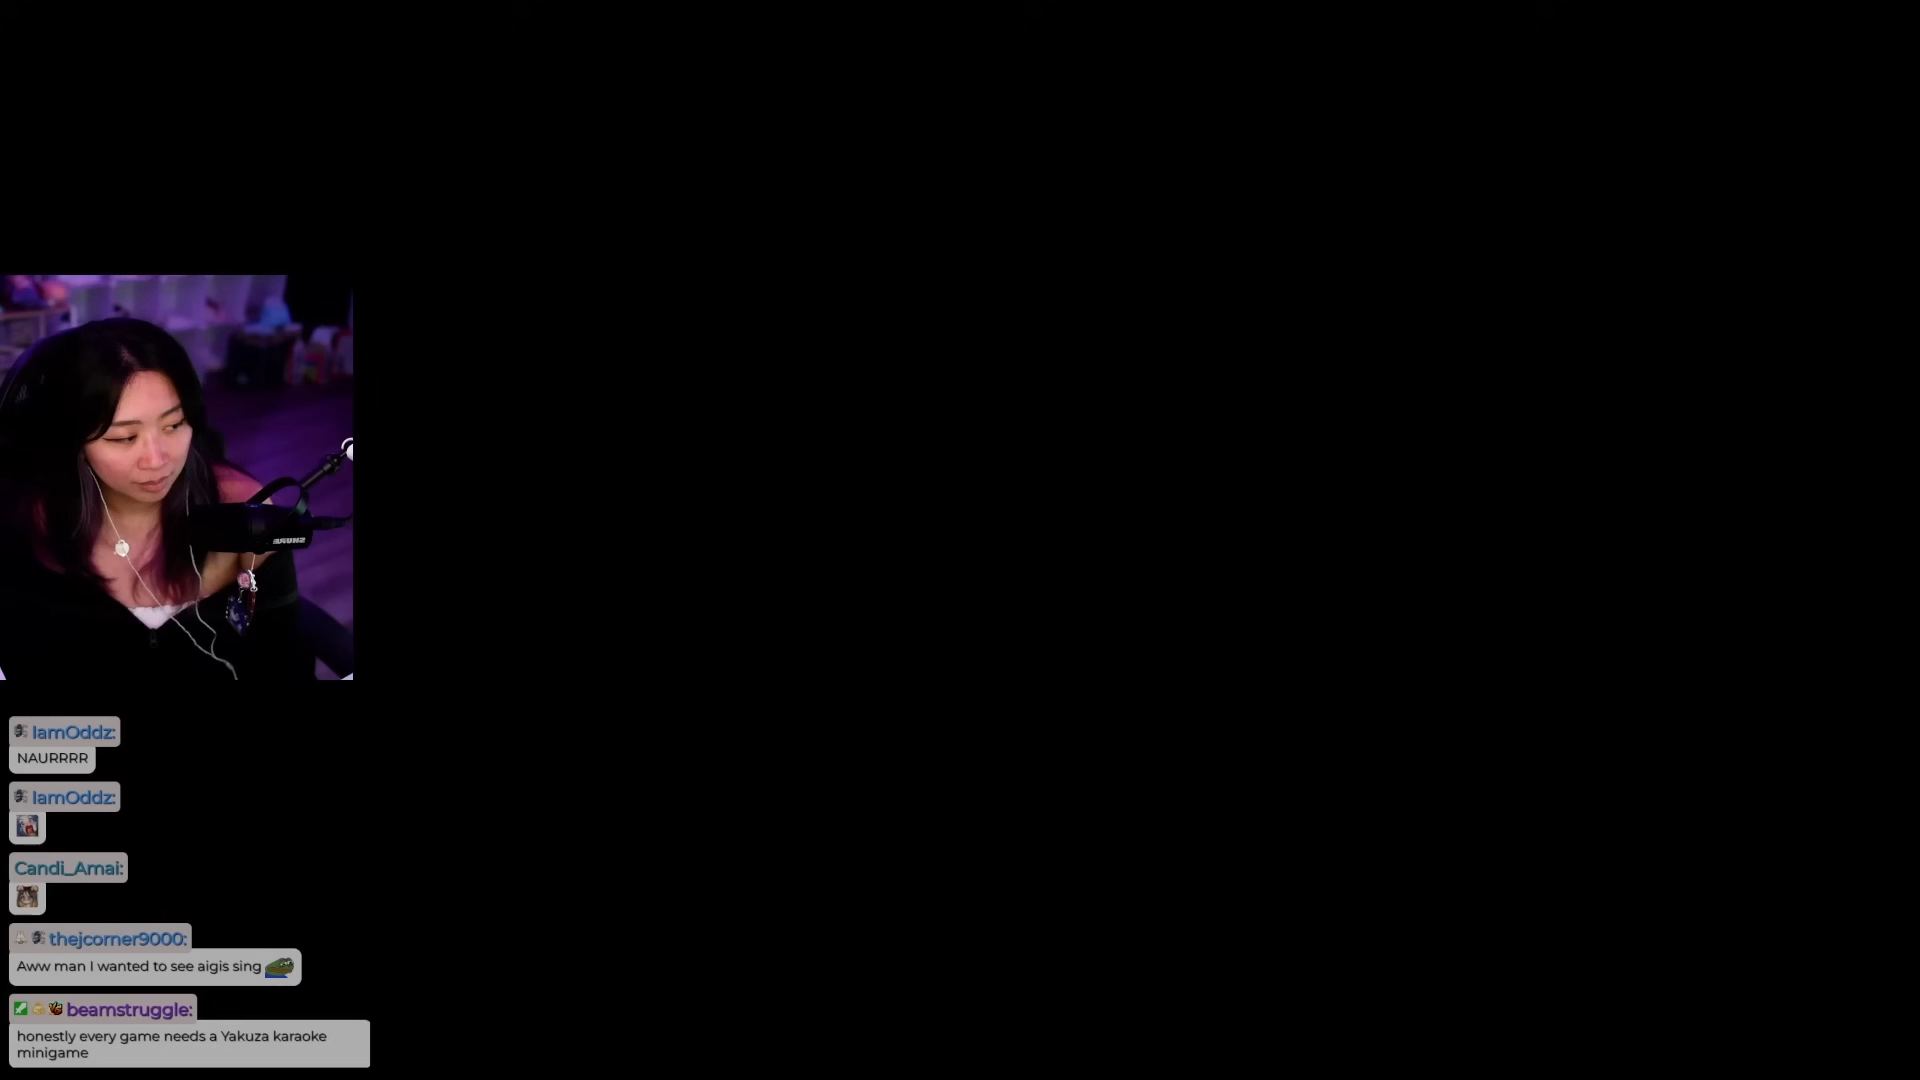 SHURE
IamOddz:
NAURRRR
IamOddz:
Candi_Amai:
thejcorner9000:
Aww man I wanted to see aigis sing
beamstruggle:
honestly every game needs a Yakuza karaoke
minigame